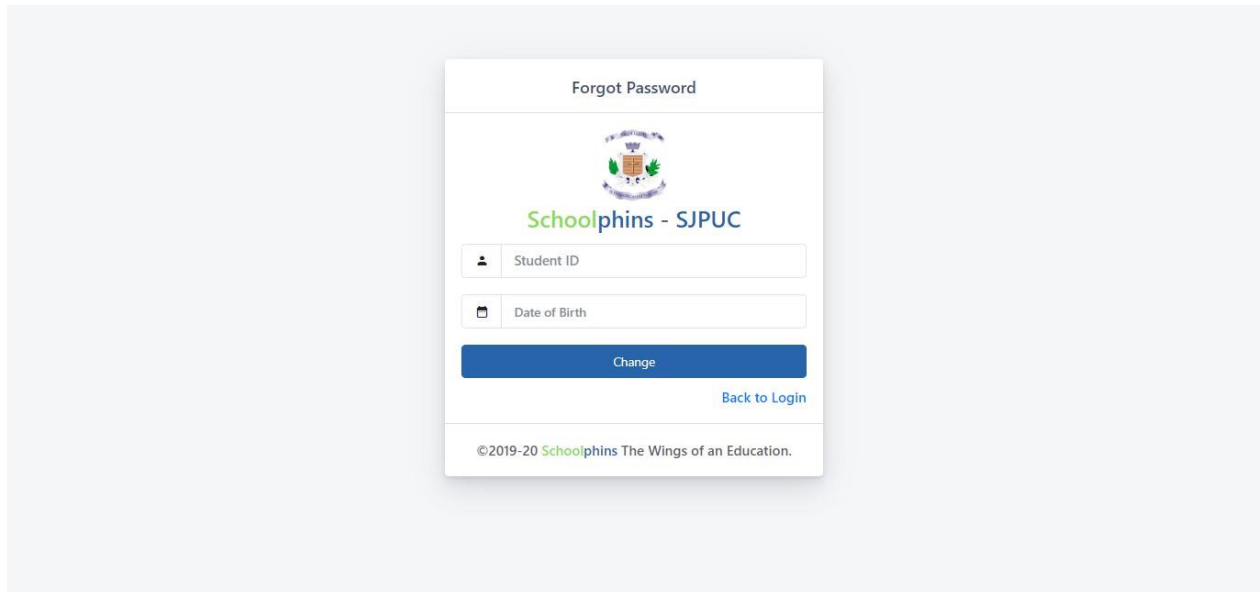 Forgot Password
Schoolphins - SJPUC
Student ID
Date of Birth
Change
Back to Login
©2019-20 Schoolphins The Wings of an Education.